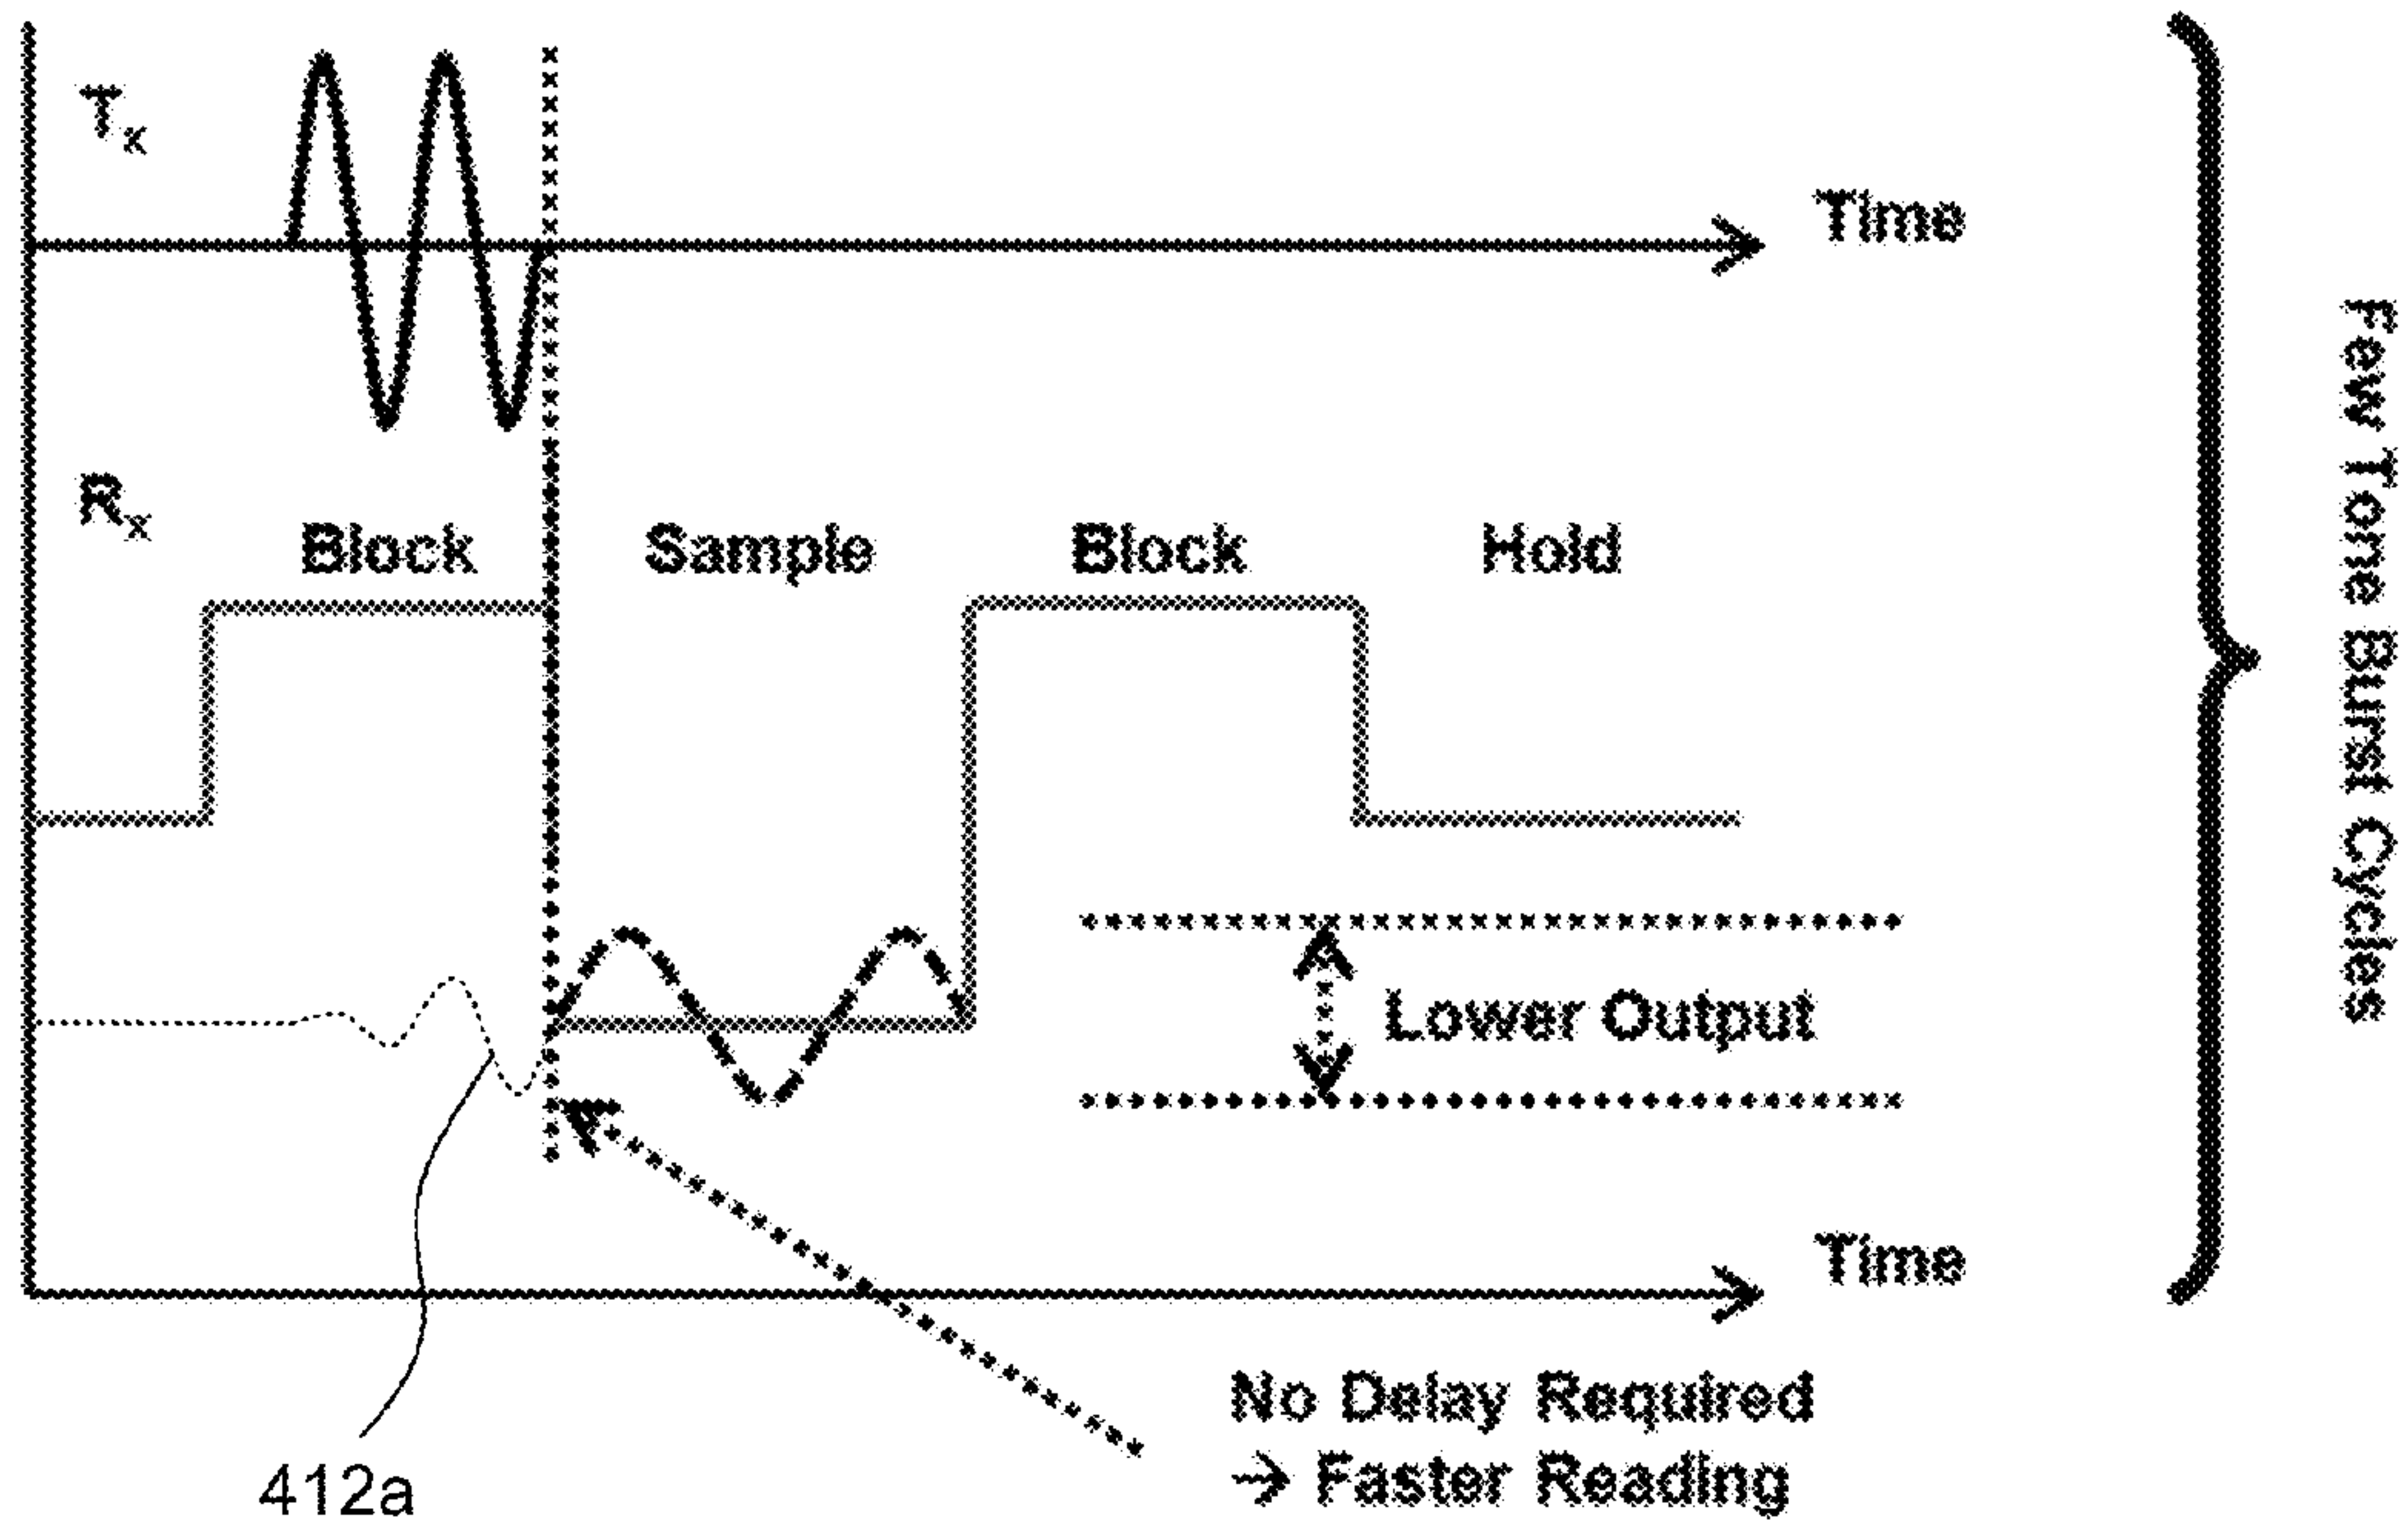 Tx
Time
Rx
Block Sample Block Hold
Lower Output
Time
No Delay Required
→ Faster Reading
412a
Few Tone Burst Cycles